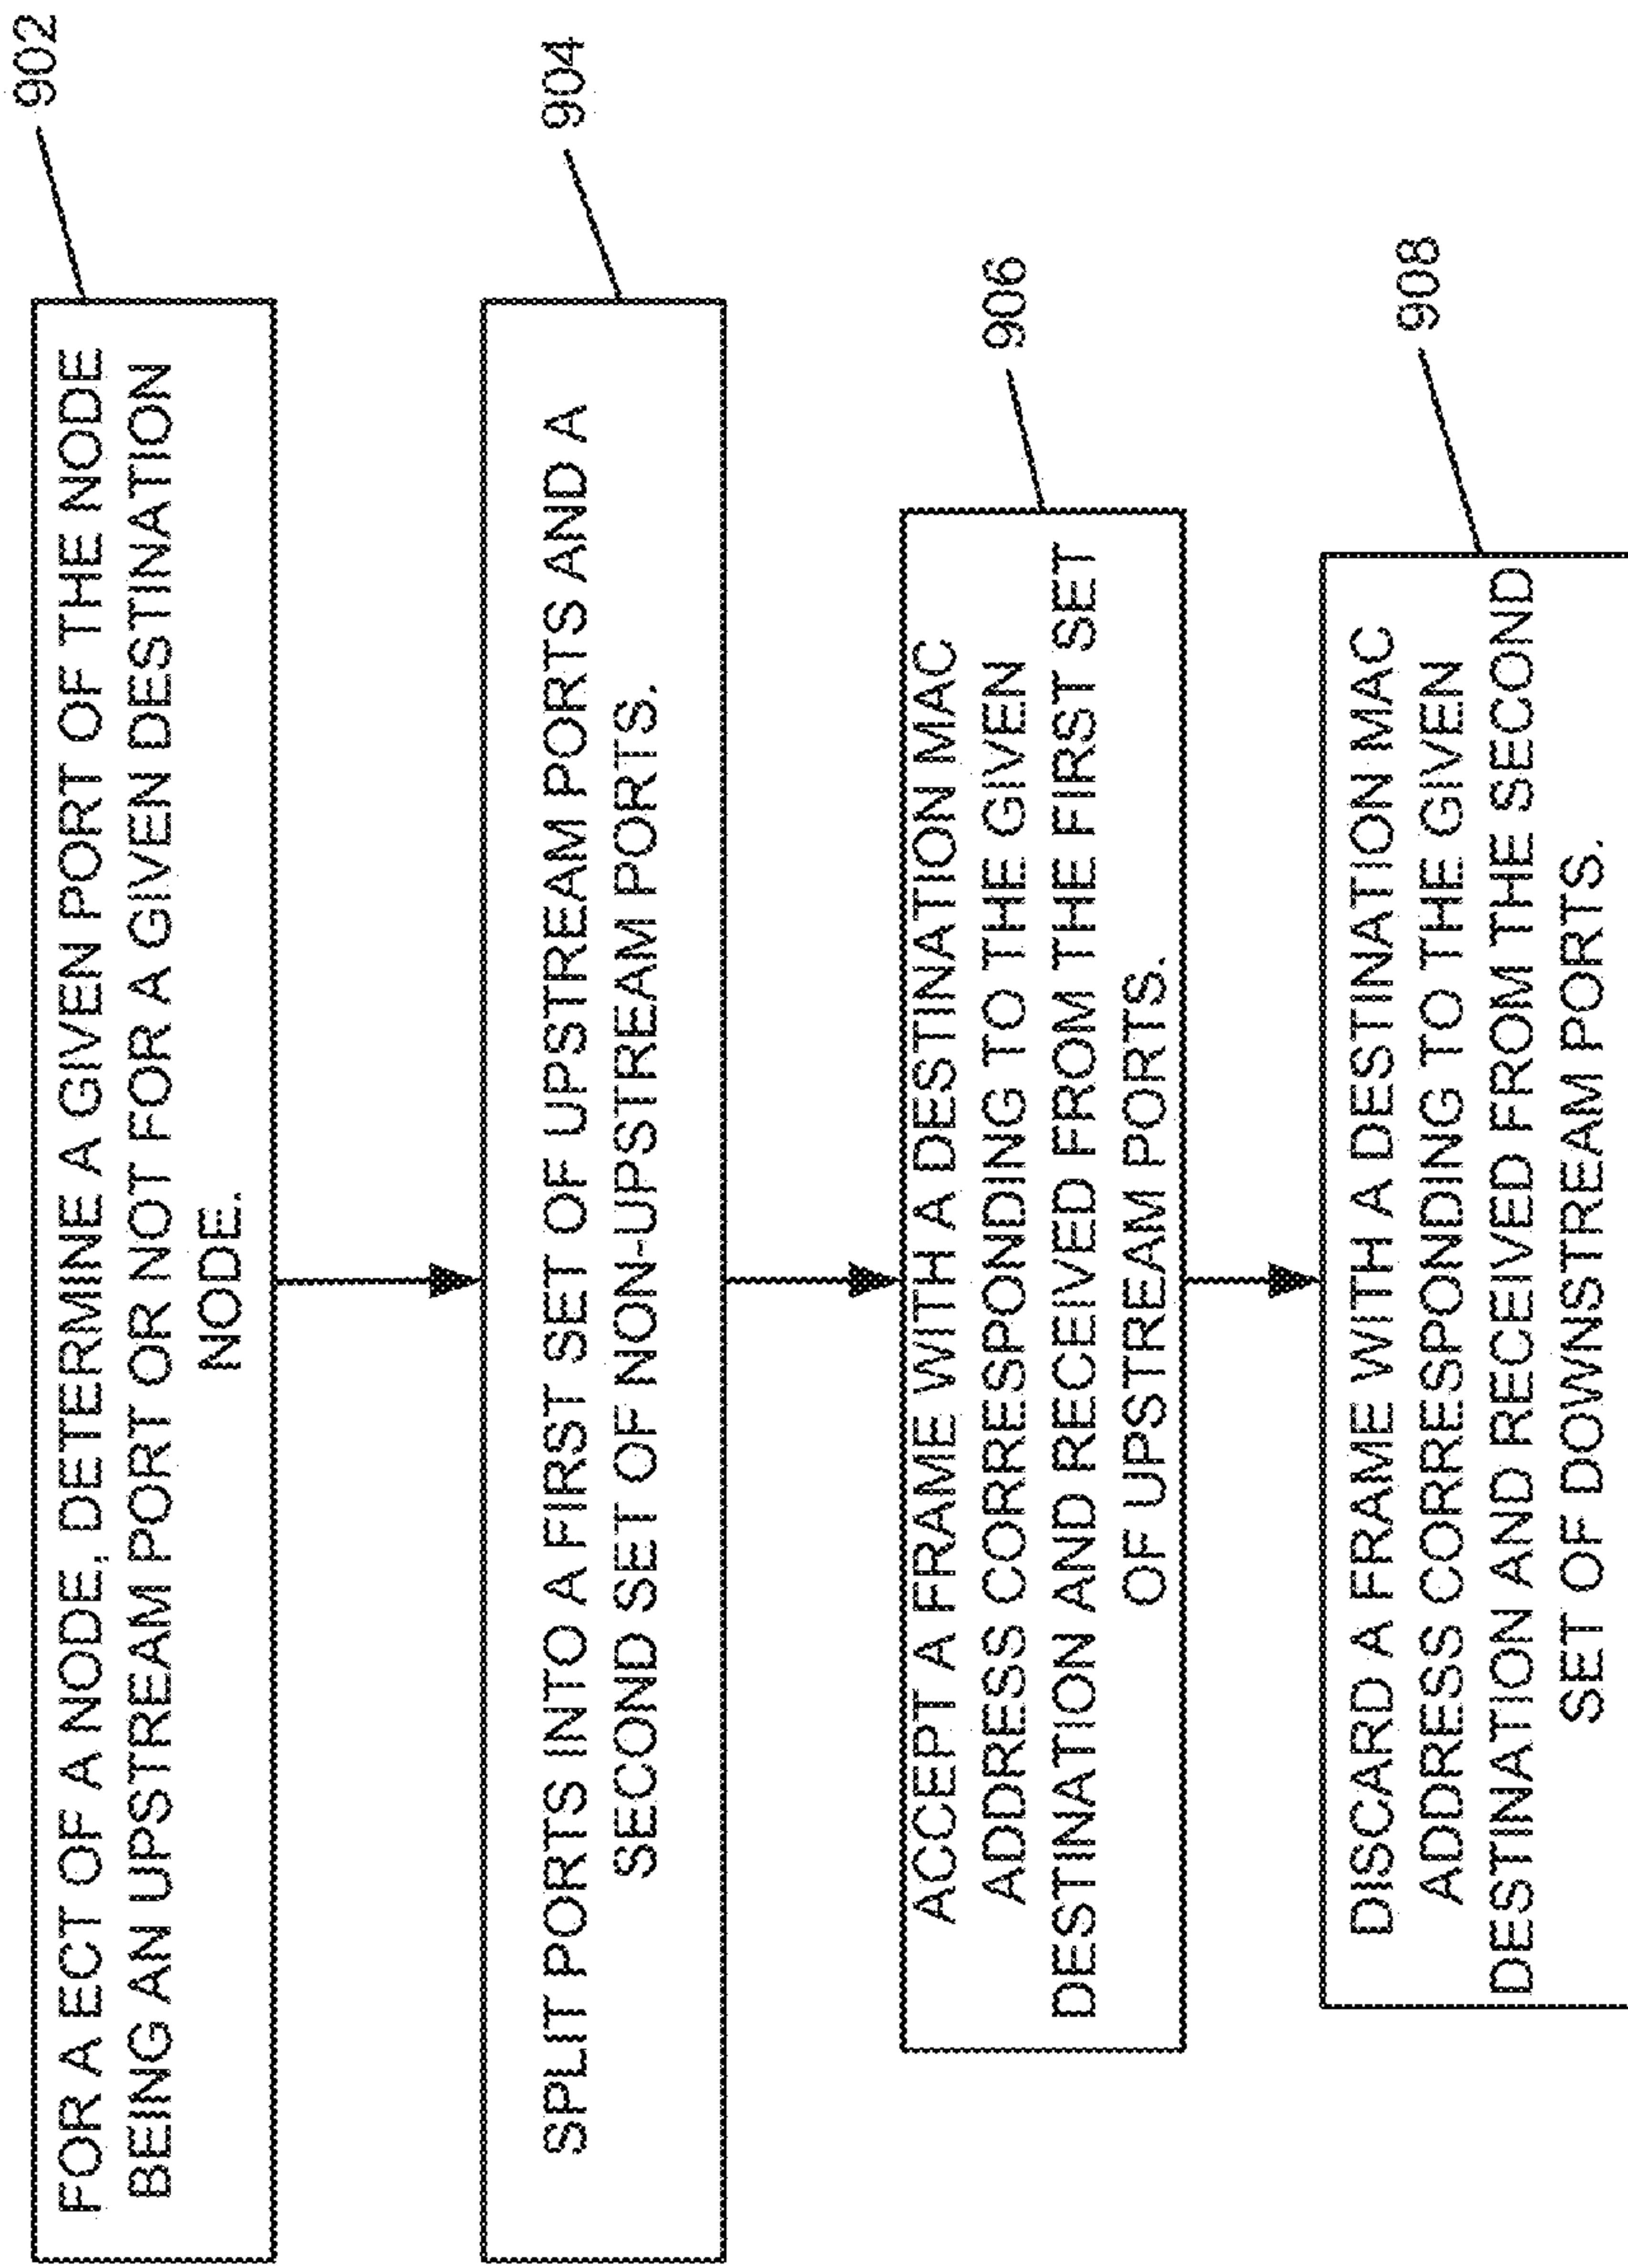 902
FOR A ECT OF A NODE, DETERMINE A GIVEN PORT OF THE NODE
BEING AN UPSTREAM PORT OR NOT FOR A GIVEN DESTINATION
NODE.
904
SPLIT PORTS INTO A FIRST SET OF UPSTREAM PORTS AND A
SECOND SET OF NON-UPSTREAM PORTS.
906
ACCEPT A FRAME WITH A DESTINATION MAC
ADDRESS CORRESPONDING TO THE GIVEN
DESTINATION AND RECEIVED FROM THE FIRST SET
OF UPSTREAM PORTS.
908
DISCARD A FRAME WITH A DESTINATION MAC
ADDRESS CORRESPONDING TO THE GIVEN
DESTINATION AND RECEIVED FROM THE SECOND
SET OF DOWNSTREAM PORTS.